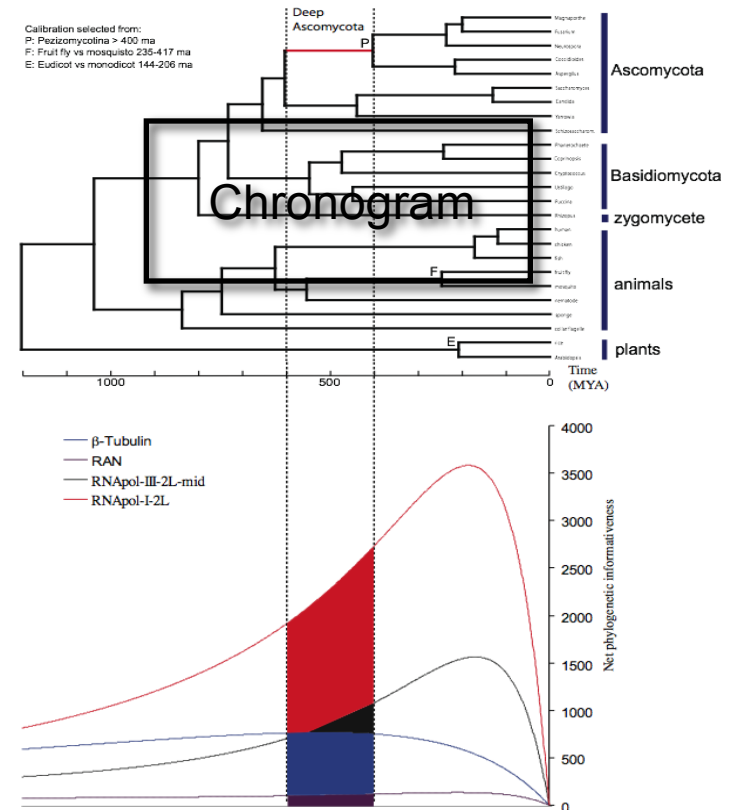 Deep
Ascomycota
Calibration selected from:
P: Pezizomycotina > 400 ma
F: Fruit fly vs mosquisto 235-417 ma
E: Eudicot vs monodicot 144-206 ma
P
Magnaporthe
Fusarium
Neurospora
Coccidioides
Aspergillus
Ascomycota
Saccharomyces
Candida
Yarrowia
Schizosaccharom.
Phanerochaete
Coprinopsis
Cryptococcus
Basidiomycota
Ustilago
Puccinia
Chronogram
Rhizopus
zygomycete
human
chicken
fish
F
fruitfly
mosquito
animals
nematode
sponge
E
rice
Arabidopsis
plants
1000
500
0
Time
(MYA)
β-Tubulin
RAN
RNApol-III-2L-mid
RNApol-I-2L
4000
3500
3000
2500
2000
1500
1000
500
0
Net phylogenetic informativeness